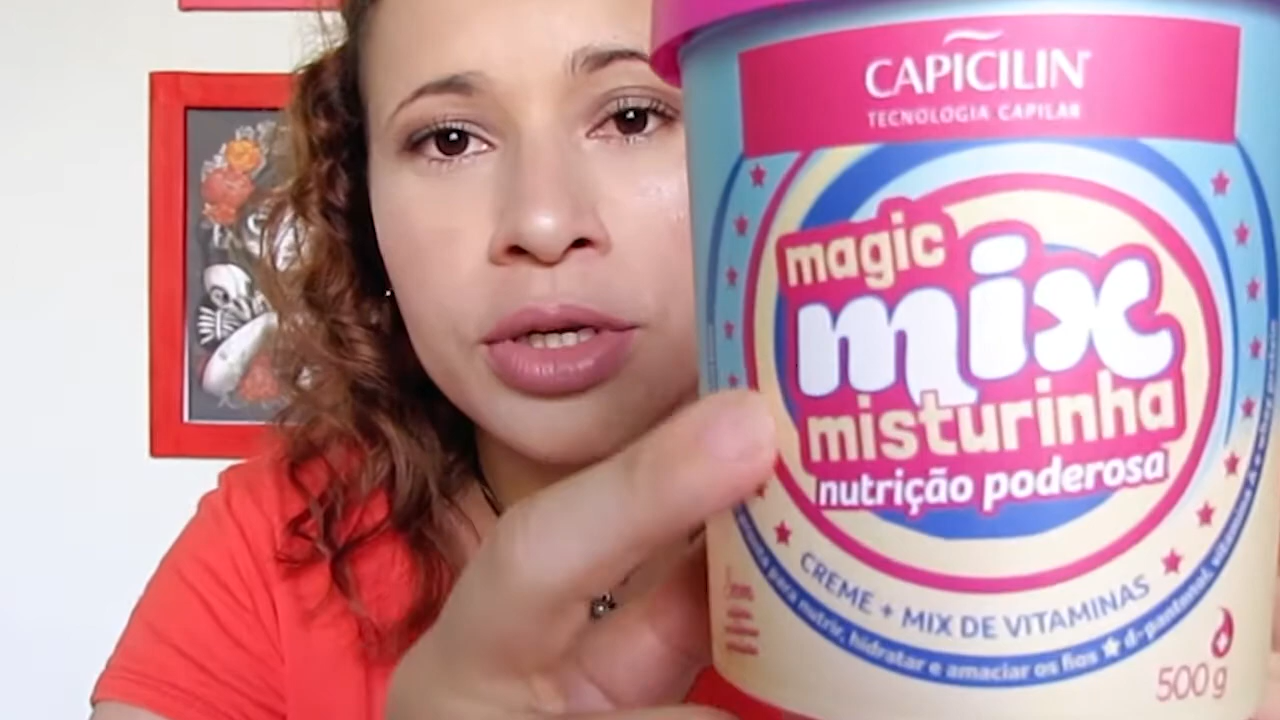 CAPICILIN
TECNOLOGIA CAPILAR
magic
mix
misturinha
nutrição poderosa
CREME + MIX DE VITAMINAS
para nutrir, hidratar e amaciar os fios ★ d-pantenol,
500g